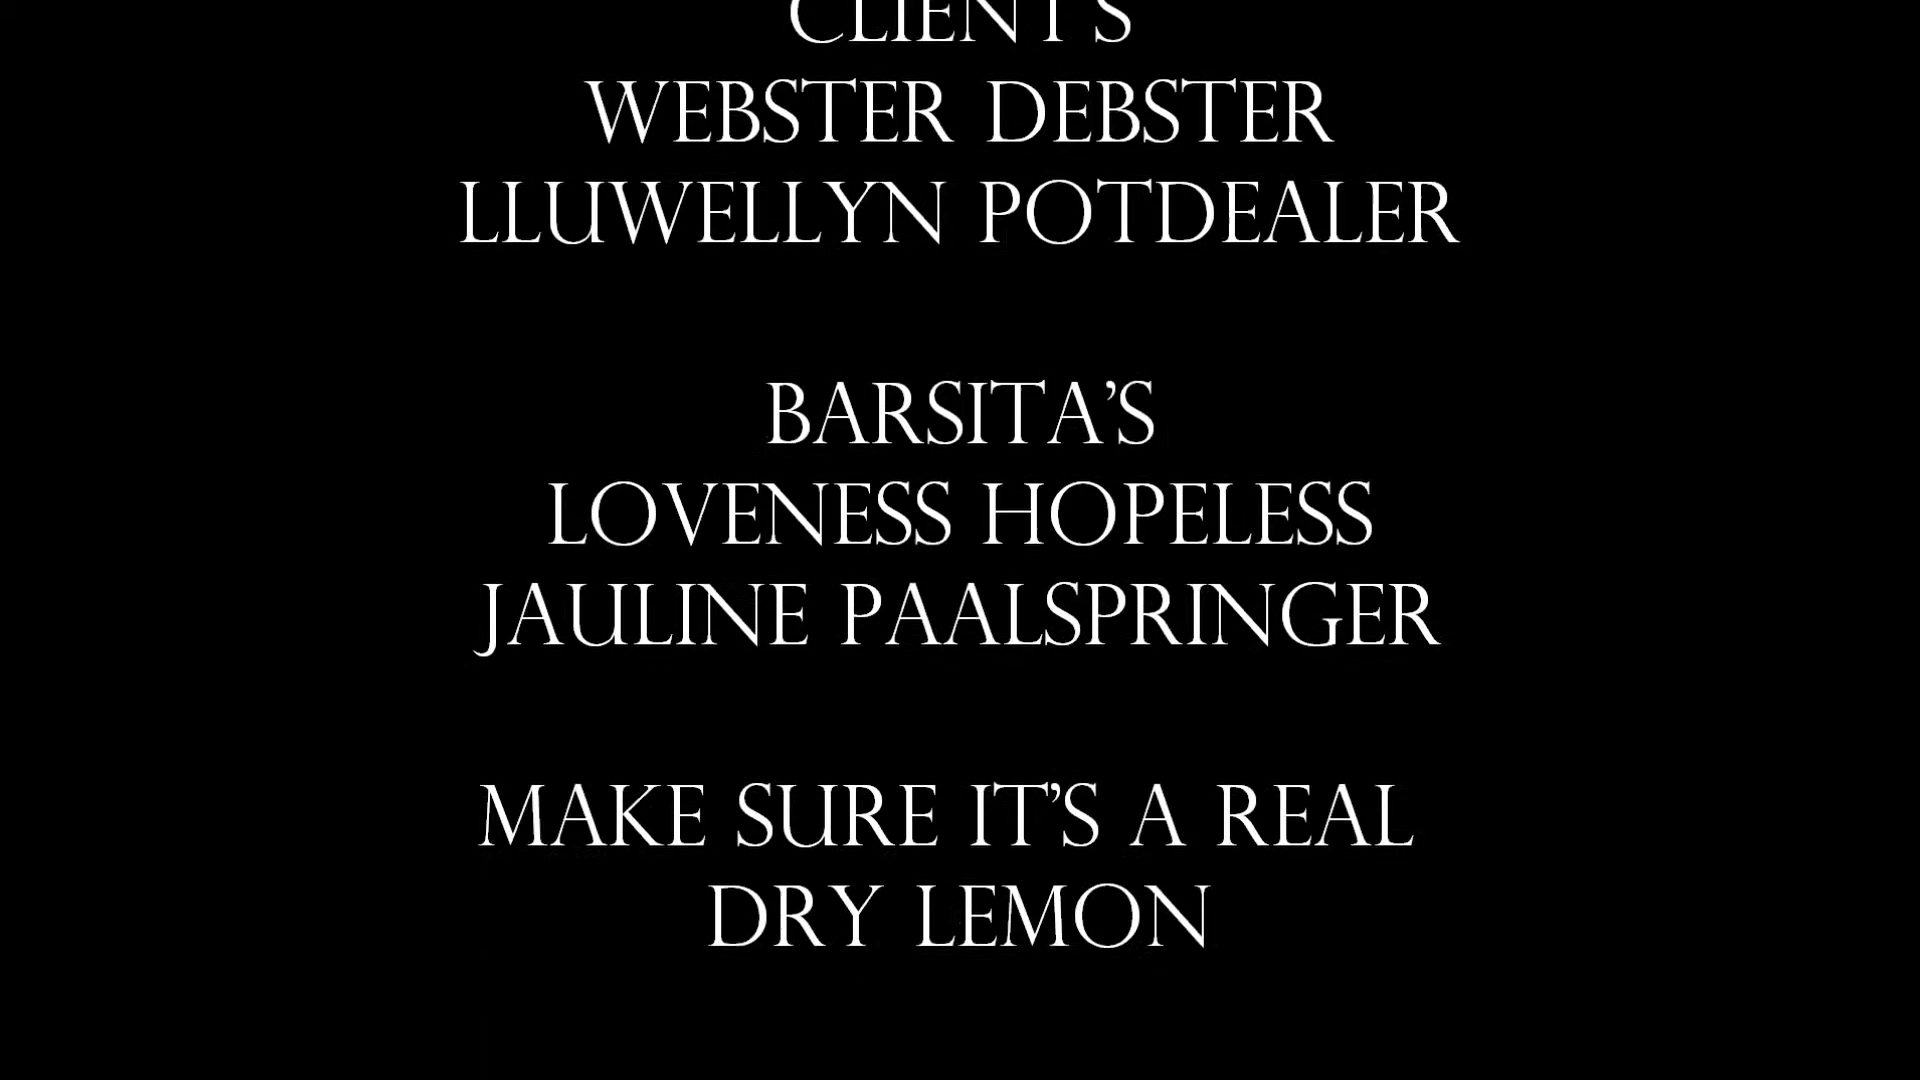 CLIENT'S
WEBSTER DEBSTER
LLUWELLYN POTDEALER
BARSITA'S
LOVENESS HOPELESS
JAULINE PAALSPRINGER
MAKE SURE IT'S A REAL
DRY LEMON